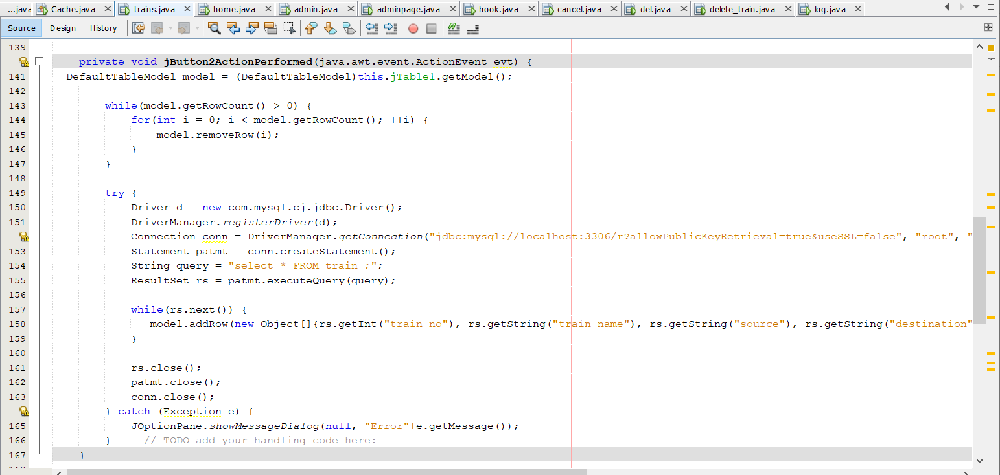 ...java Cache.java trains.java home.java admin.java adminpage.java book.java cancel.java del.java delete_train.java log.java
Source Design History
139
private void jButton2ActionPerformed(java.awt.event.ActionEvent evt) {
141 DefaultTableModel model = (DefaultTableModel)this.jTable1.getModel();
142
143 while(model.getRowCount() > 0) {
144 for(int i = 0; i < model.getRowCount(); ++i) {
145 model.removeRow(i);
146 }
147 }
148
149 try {
150 Driver d = new com.mysql.cj.jdbc.Driver();
151 DriverManager.registerDriver(d);
Connection conn = DriverManager.getConnection("jdbc:mysql://localhost:3306/r?allowPublicKeyRetrieval=true&useSSL=false", "root", "
153 Statement patmt = conn.createStatement();
154 String query = "select * FROM train ;";
155 ResultSet rs = patmt.executeQuery(query);
156
157 while(rs.next()) {
158 model.addRow(new Object[]{rs.getInt("train_no"), rs.getString("train_name"), rs.getString("source"), rs.getString("destination"
159 }
160
161 rs.close();
162 patmt.close();
163 conn.close();
} catch (Exception e) {
165 JOptionPane.showMessageDialog(null, "Error"+e.getMessage());
166 } // TODO add your handling code here:
167 }